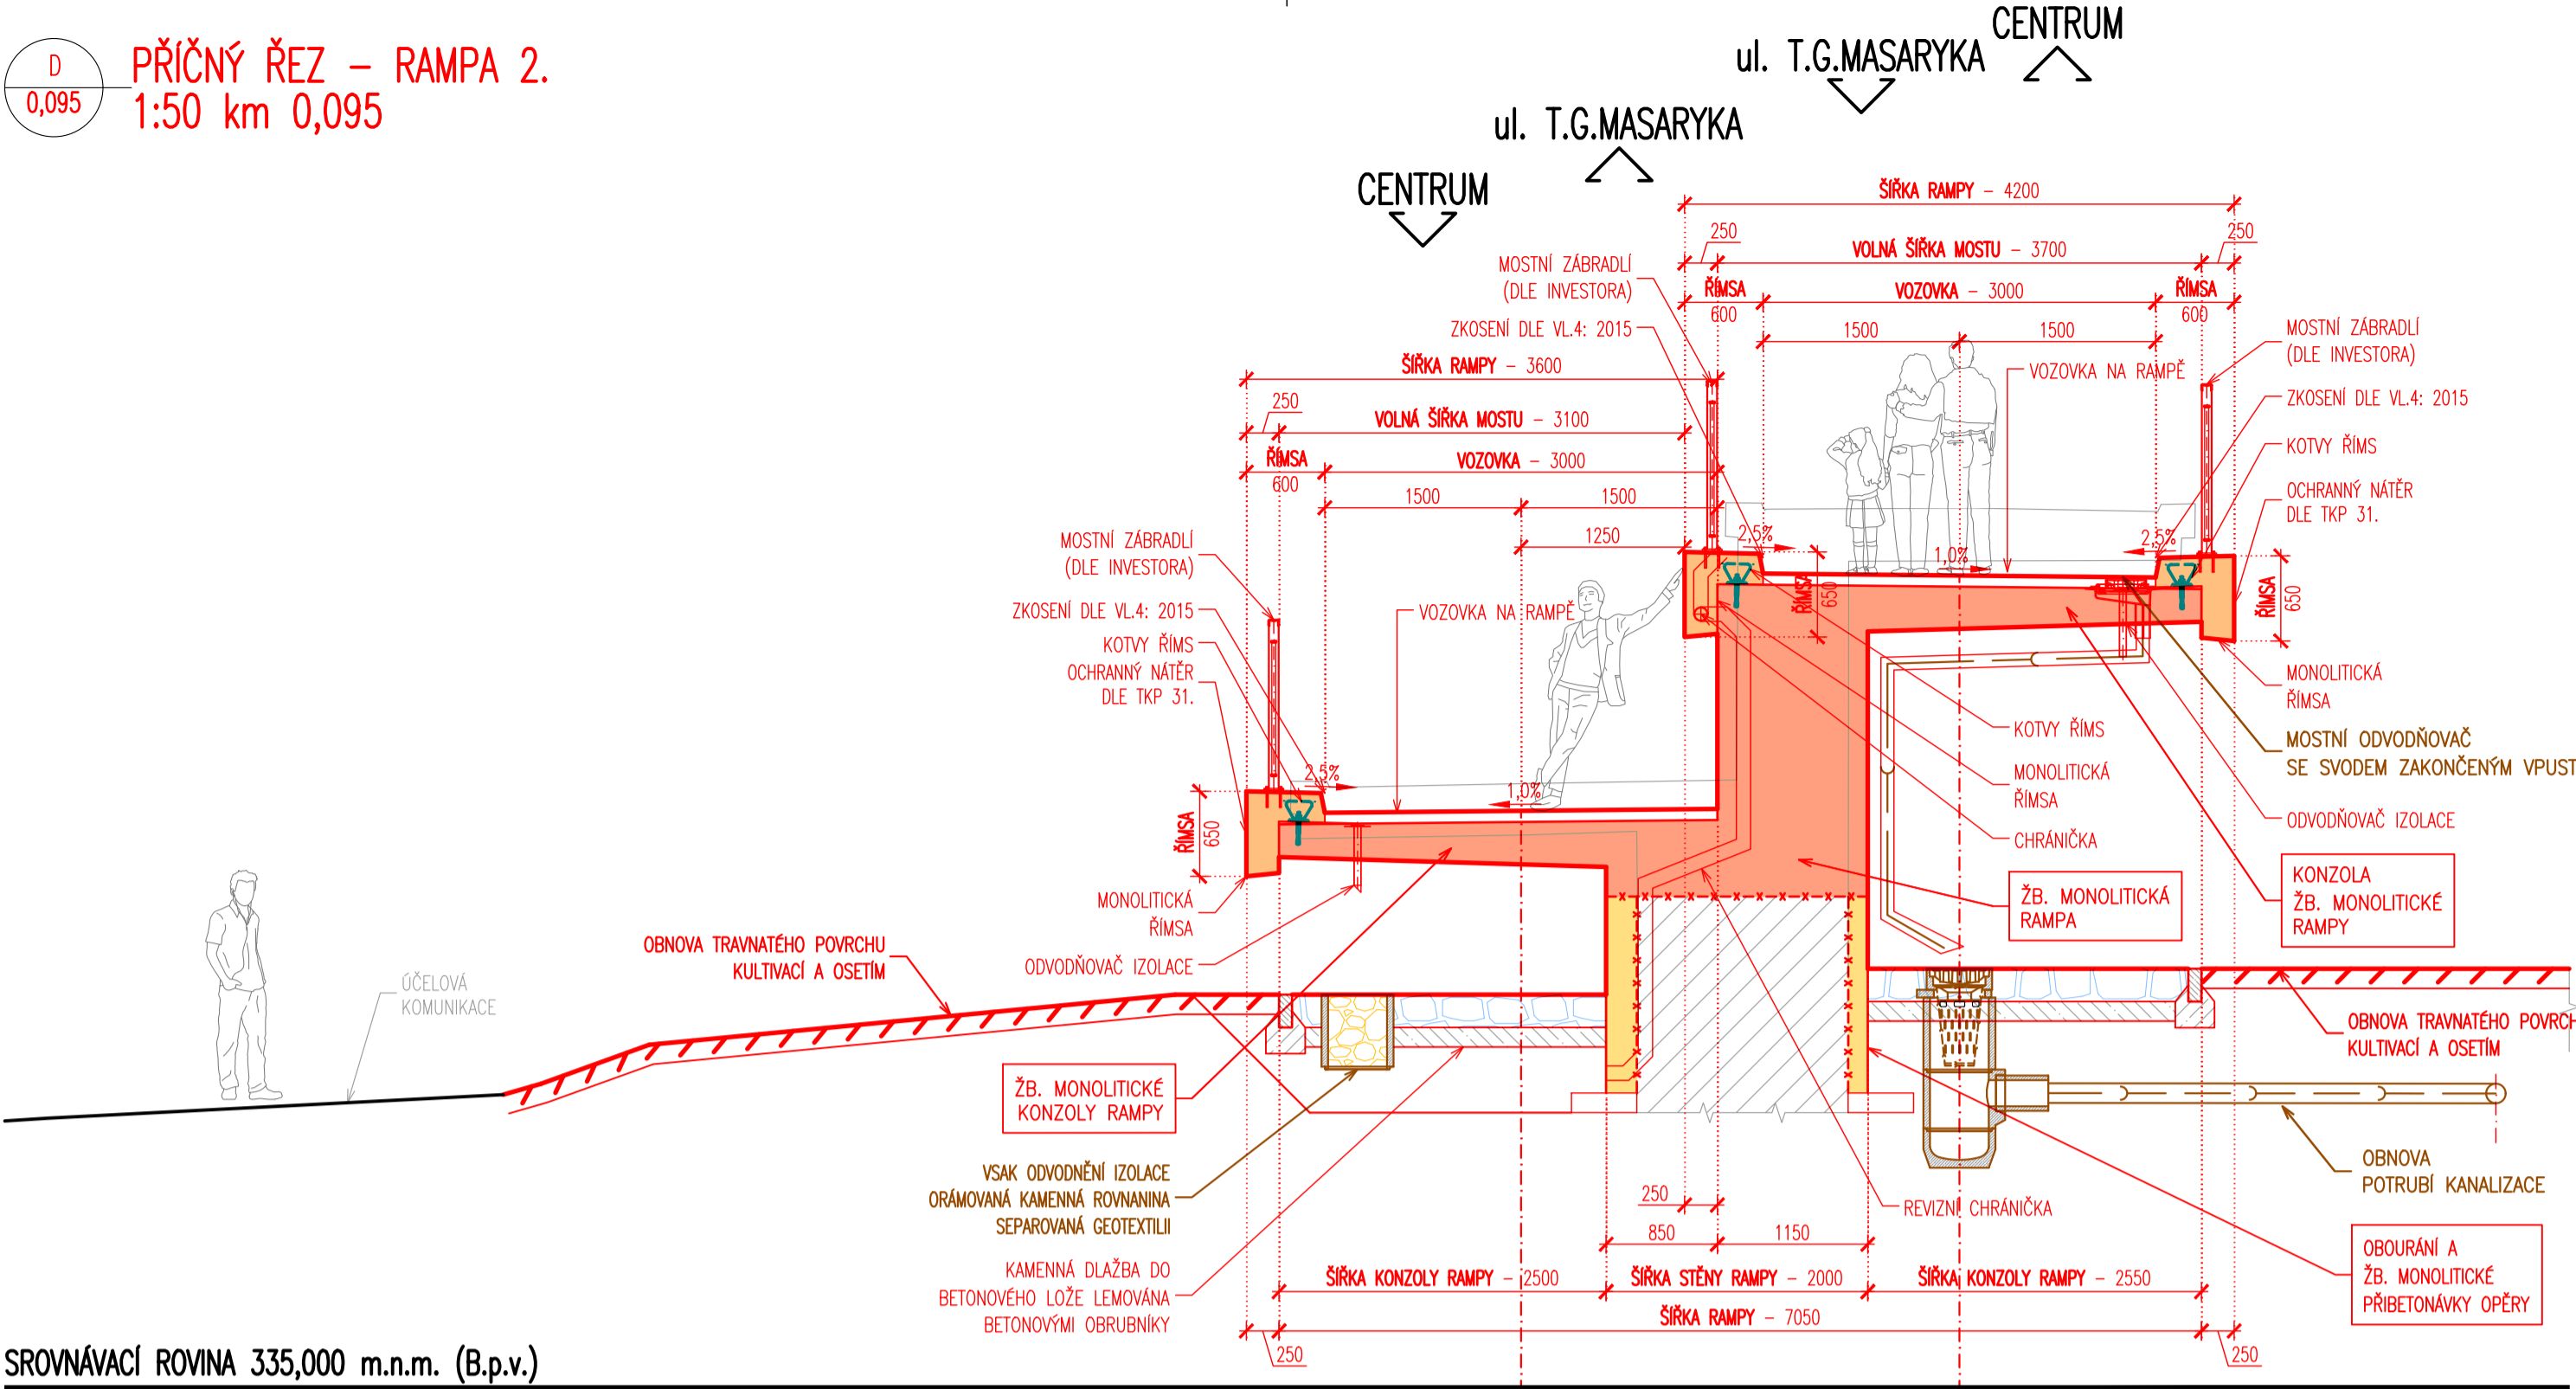 D
0,095
PŘÍČNÝ ŘEZ – RAMPA 2.
1:50 km 0,095
CENTRUM
ul. T.G.MASARYKA
ul. T.G.MASARYKA
CENTRUM
ŠÍŘKA RAMPY – 4200
250
VOLNÁ ŠÍŘKA MOSTU – 3700
250
ŘÍMSA
600
VOZOVKA – 3000
ŘÍMSA
600
1500
1500
MOSTNÍ ZÁBRADLÍ
(DLE INVESTORA)
ZKOSENÍ DLE VL.4: 2015
ŠÍŘKA RAMPY – 3600
250
VOLNÁ ŠÍŘKA MOSTU – 3100
ŘÍMSA
600
VOZOVKA – 3000
1500
1500
1250
VOZOVKA NA RAMPĚ
MOSTNÍ ZÁBRADLÍ
(DLE INVESTORA)
ZKOSENÍ DLE VL.4: 2015
KOTVY ŘÍMS
OCHRANNÝ NÁTĚR
DLE TKP 31.
2,5%
1,0%
2,5%
ŘÍMSA
650
ŘÍMSA
650
MOSTNÍ ZÁBRADLÍ
(DLE INVESTORA)
ZKOSENÍ DLE VL.4: 2015
KOTVY ŘÍMS
OCHRANNÝ NÁTĚR
DLE TKP 31.
VOZOVKA NA RAMPĚ
2,5%
1,0%
ŘÍMSA
650
MONOLITICKÁ
ŘÍMSA
MOSTNÍ ODVODŇOVAČ
SE SVODEM ZAKONČENÝM VPUST
KOTVY ŘÍMS
MONOLITICKÁ
ŘÍMSA
CHRÁNIČKA
ODVODŇOVAČ IZOLACE
KONZOLA
ŽB. MONOLITICKÉ
RAMPY
ŽB. MONOLITICKÁ
RAMPA
MONOLITICKÁ
ŘÍMSA
ODVODŇOVAČ IZOLACE
OBNOVA TRAVNATÉHO POVRCHU
KULTIVACÍ A OSETÍM
ÚČELOVÁ
KOMUNIKACE
ŽB. MONOLITICKÉ
KONZOLY RAMPY
OBNOVA TRAVNATÉHO POVRCH
KULTIVACÍ A OSETÍM
VSAK ODVODNĚNÍ IZOLACE
ORÁMOVANÁ KAMENNÁ ROVNANINA
SEPAROVANÁ GEOTEXTILII
OBNOVA
POTRUBÍ KANALIZACE
250
REVIZNÍ CHRÁNIČKA
850
1150
KAMENNÁ DLAŽBA DO
BETONOVÉHO LOŽE LEMOVÁNA
BETONOVÝMI OBRUBNÍKY
OBOURÁNÍ A
ŽB. MONOLITICKÉ
PŘIBETONÁVKY OPĚRY
ŠÍŘKA KONZOLY RAMPY – 2500
ŠÍŘKA STĚNY RAMPY – 2000
ŠÍŘKA KONZOLY RAMPY – 2550
ŠÍŘKA RAMPY – 7050
250
250
SROVNÁVACÍ ROVINA 335,000 m.n.m. (B.p.v.)